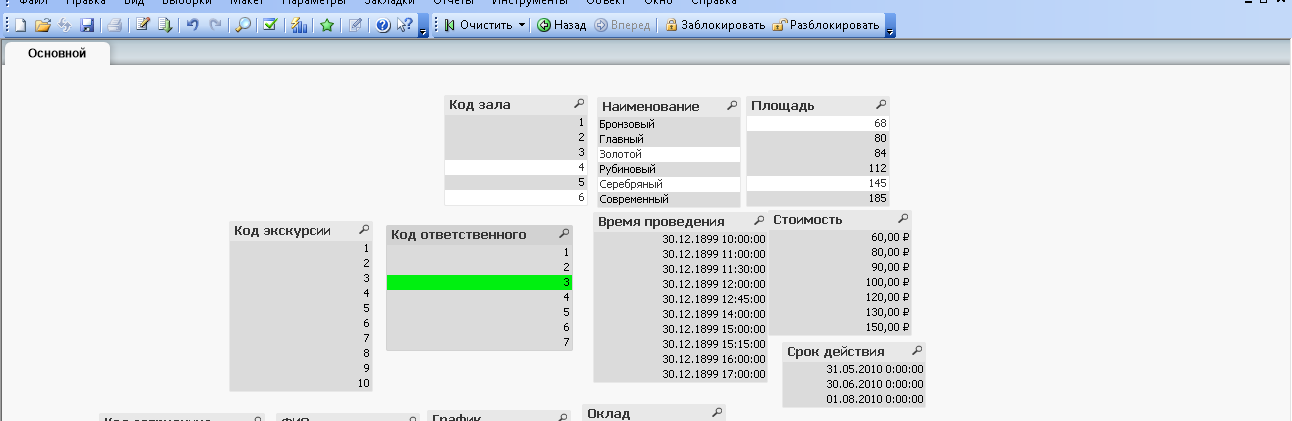 Файл Правка Вид Выборки Макет Параметры Закладки Отчеты Инструменты Объект Окно Справка
Очистить Назад Вперед Заблокировать Разблокировать
Основной
Код зала
1
2
3
4
5
6
Наименование
Бронзовый
Главный
Золотой
Рубиновый
Серебряный
Современный
Площадь
68
80
84
112
145
185
Код экскурсии
1
2
3
4
5
6
7
8
9
10
Код ответственного
1
2
3
4
5
6
7
Время проведения
30.12.1899 10:00:00
30.12.1899 11:00:00
30.12.1899 11:30:00
30.12.1899 12:00:00
30.12.1899 12:45:00
30.12.1899 14:00:00
30.12.1899 15:00:00
30.12.1899 15:15:00
30.12.1899 16:00:00
30.12.1899 17:00:00
Стоимость
60,00 ₽
80,00 ₽
90,00 ₽
100,00 ₽
120,00 ₽
130,00 ₽
150,00 ₽
Срок действия
31.05.2010 0:00:00
30.06.2010 0:00:00
01.08.2010 0:00:00
Код сотрудника
ФИО
График
Оклад